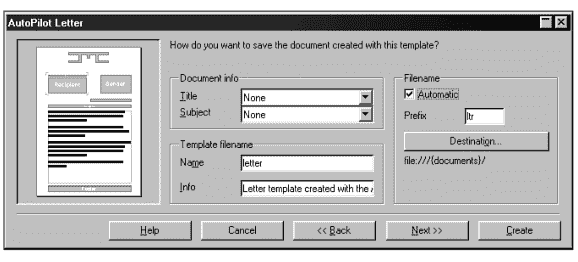 AutoPilot Letter
How do you want to save the document created with this template?
Recipient
Sender
Document info
Title None
Subject None
Template filename
Name letter
Info Letter template created with the
Filename
Automatic
Prefix ltr
Destination...
file:///{documents}/
Help Cancel << Back Next >> Create